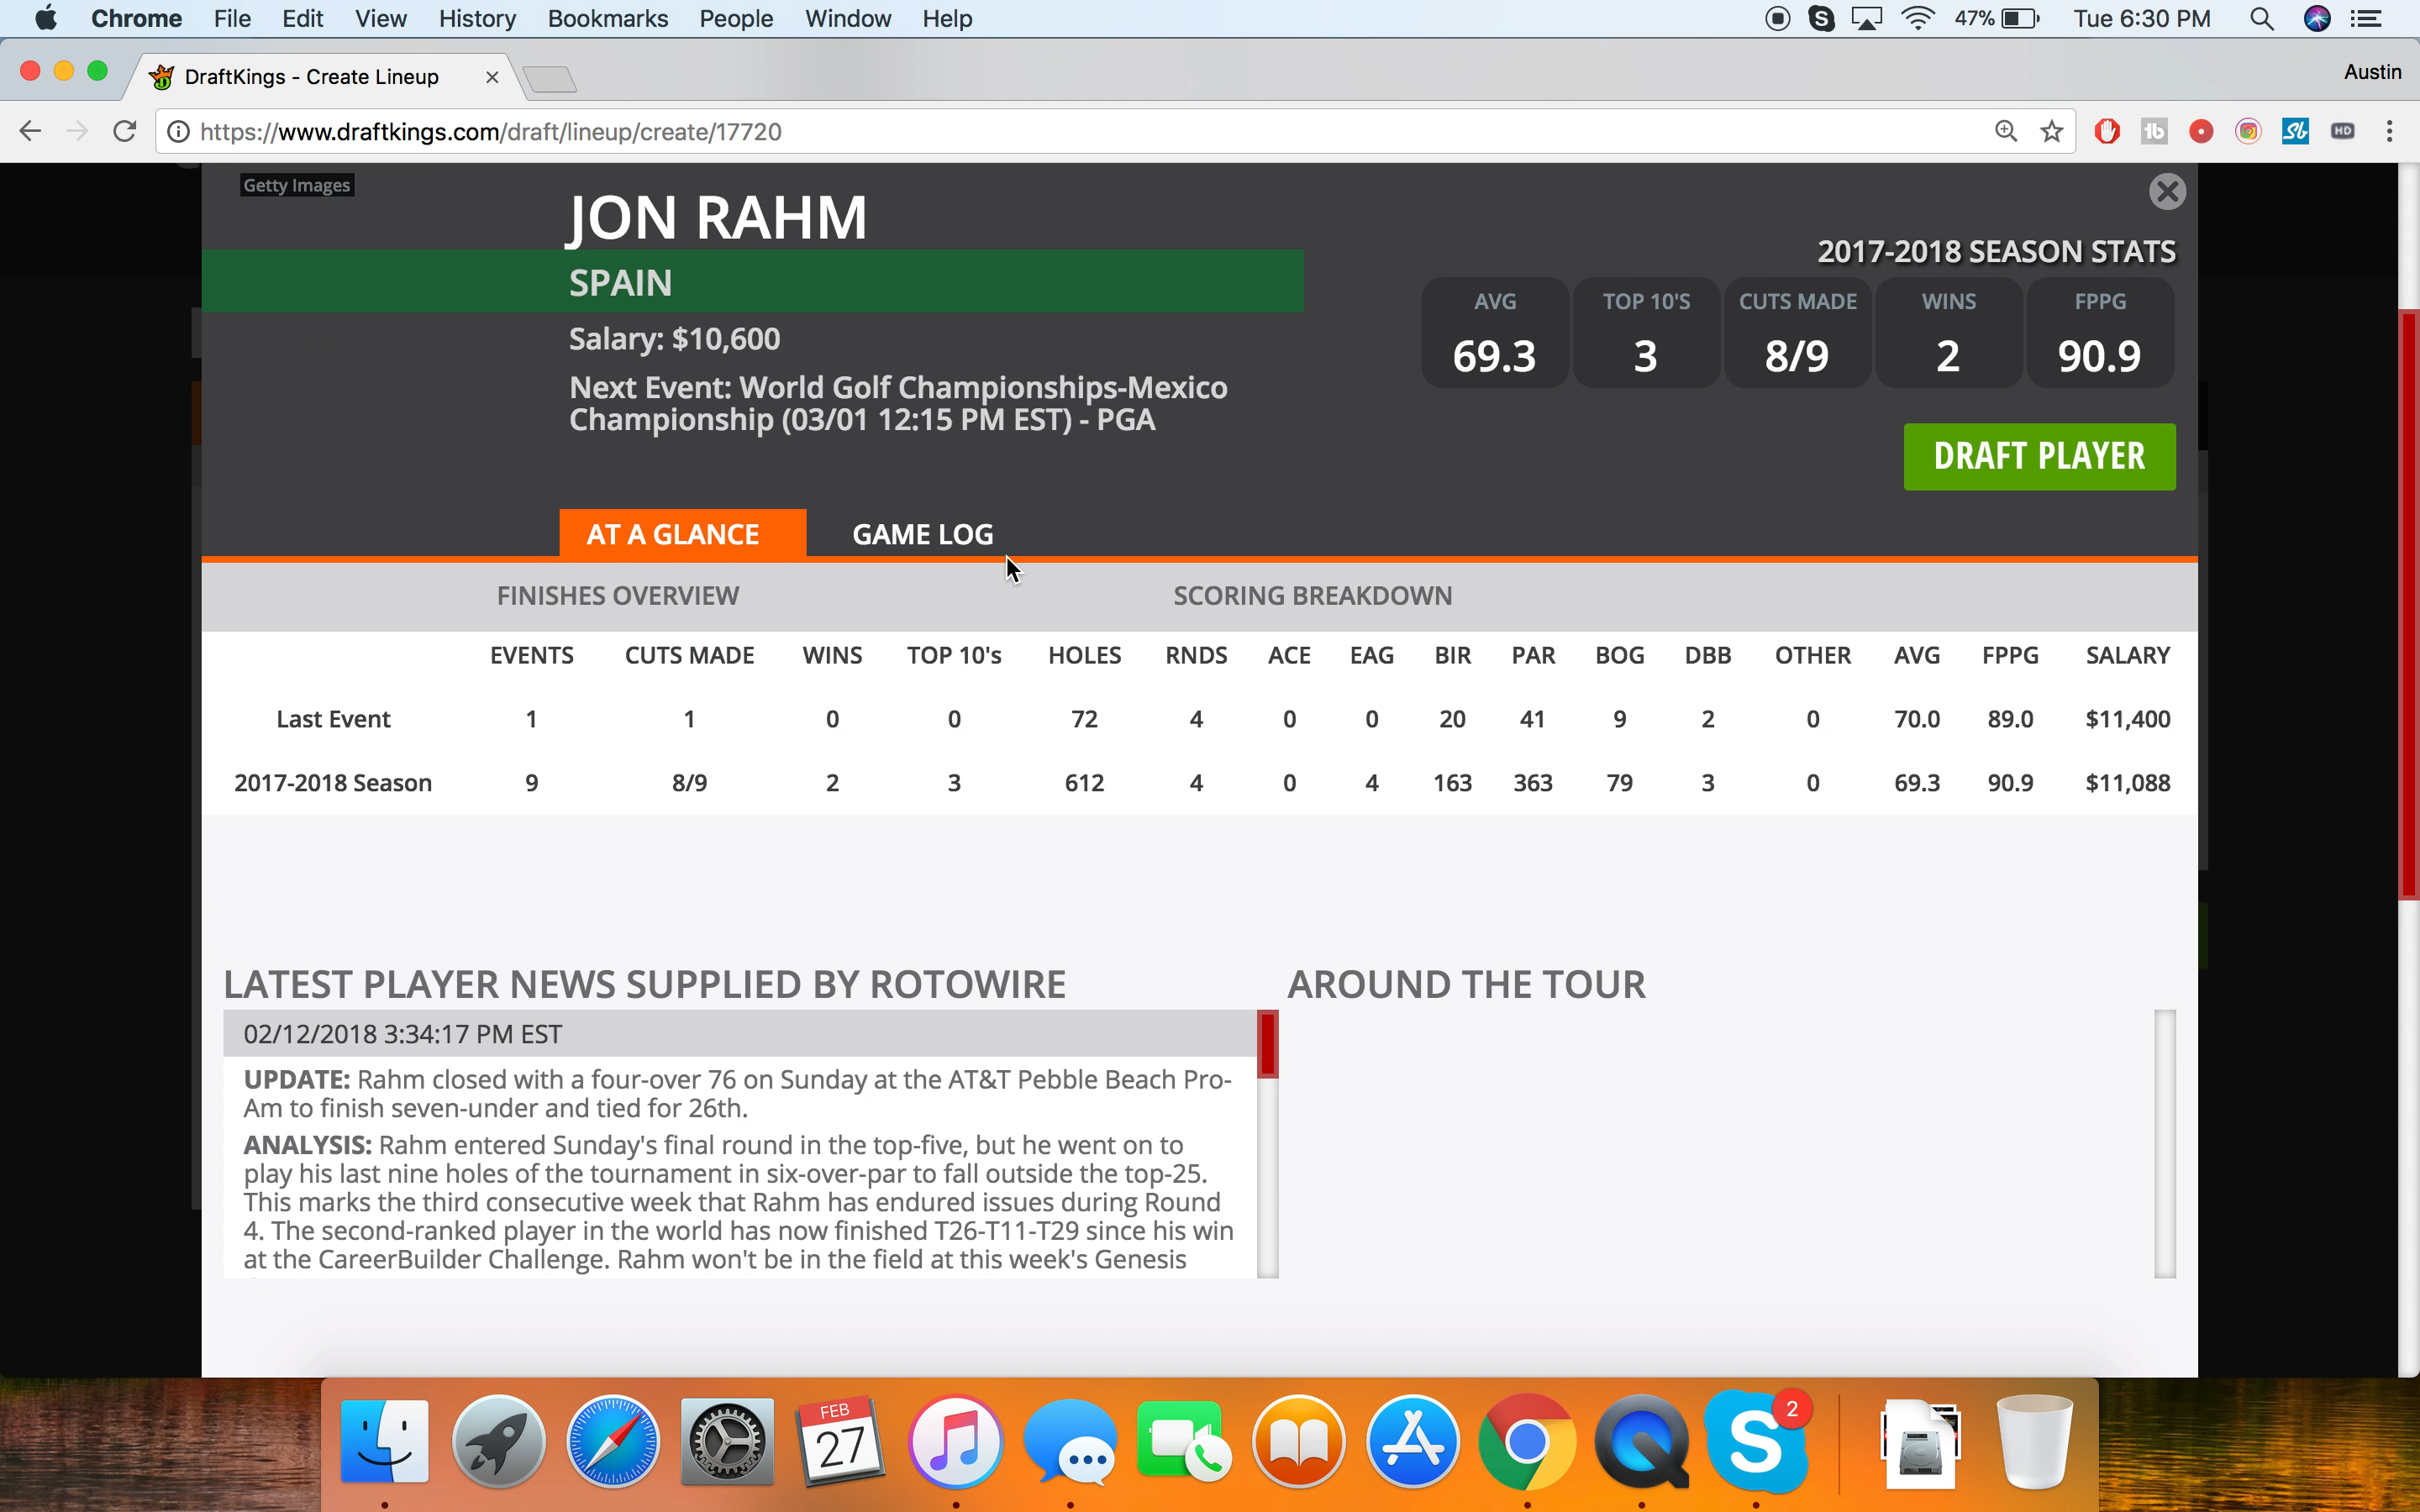 Chrome File Edit View History Bookmarks People Window Help 47% Tue 6:30 PM
DraftKings - Create Lineup Austin
https://www.draftkings.com/draft/lineup/create/17720 HD
Getty Images
JON RAHM
SPAIN
Salary: $10,600
Next Event: World Golf Championships-Mexico
Championship (03/01 12:15 PM EST) - PGA
2017-2018 SEASON STATS
AVG TOP 10'S CUTS MADE WINS FPPG
69.3 3 8/9 2 90.9
DRAFT PLAYER
AT A GLANCE GAME LOG
FINISHES OVERVIEW SCORING BREAKDOWN
EVENTS CUTS MADE WINS TOP 10's HOLES RNDS ACE EAG BIR PAR BOG DBB OTHER AVG FPPG SALARY
Last Event 1 1 0 0 72 4 0 0 20 41 9 2 0 70.0 89.0 $11,400
2017-2018 Season 9 8/9 2 3 612 4 0 4 163 363 79 3 0 69.3 90.9 $11,088
LATEST PLAYER NEWS SUPPLIED BY ROTOWIRE
AROUND THE TOUR
02/12/2018 3:34:17 PM EST
UPDATE: Rahm closed with a four-over 76 on Sunday at the AT&T Pebble Beach Pro-
Am to finish seven-under and tied for 26th.
ANALYSIS: Rahm entered Sunday's final round in the top-five, but he went on to
play his last nine holes of the tournament in six-over-par to fall outside the top-25.
This marks the third consecutive week that Rahm has endured issues during Round
4. The second-ranked player in the world has now finished T26-T11-T29 since his win
at the CareerBuilder Challenge. Rahm won't be in the field at this week's Genesis
FEB
27
2